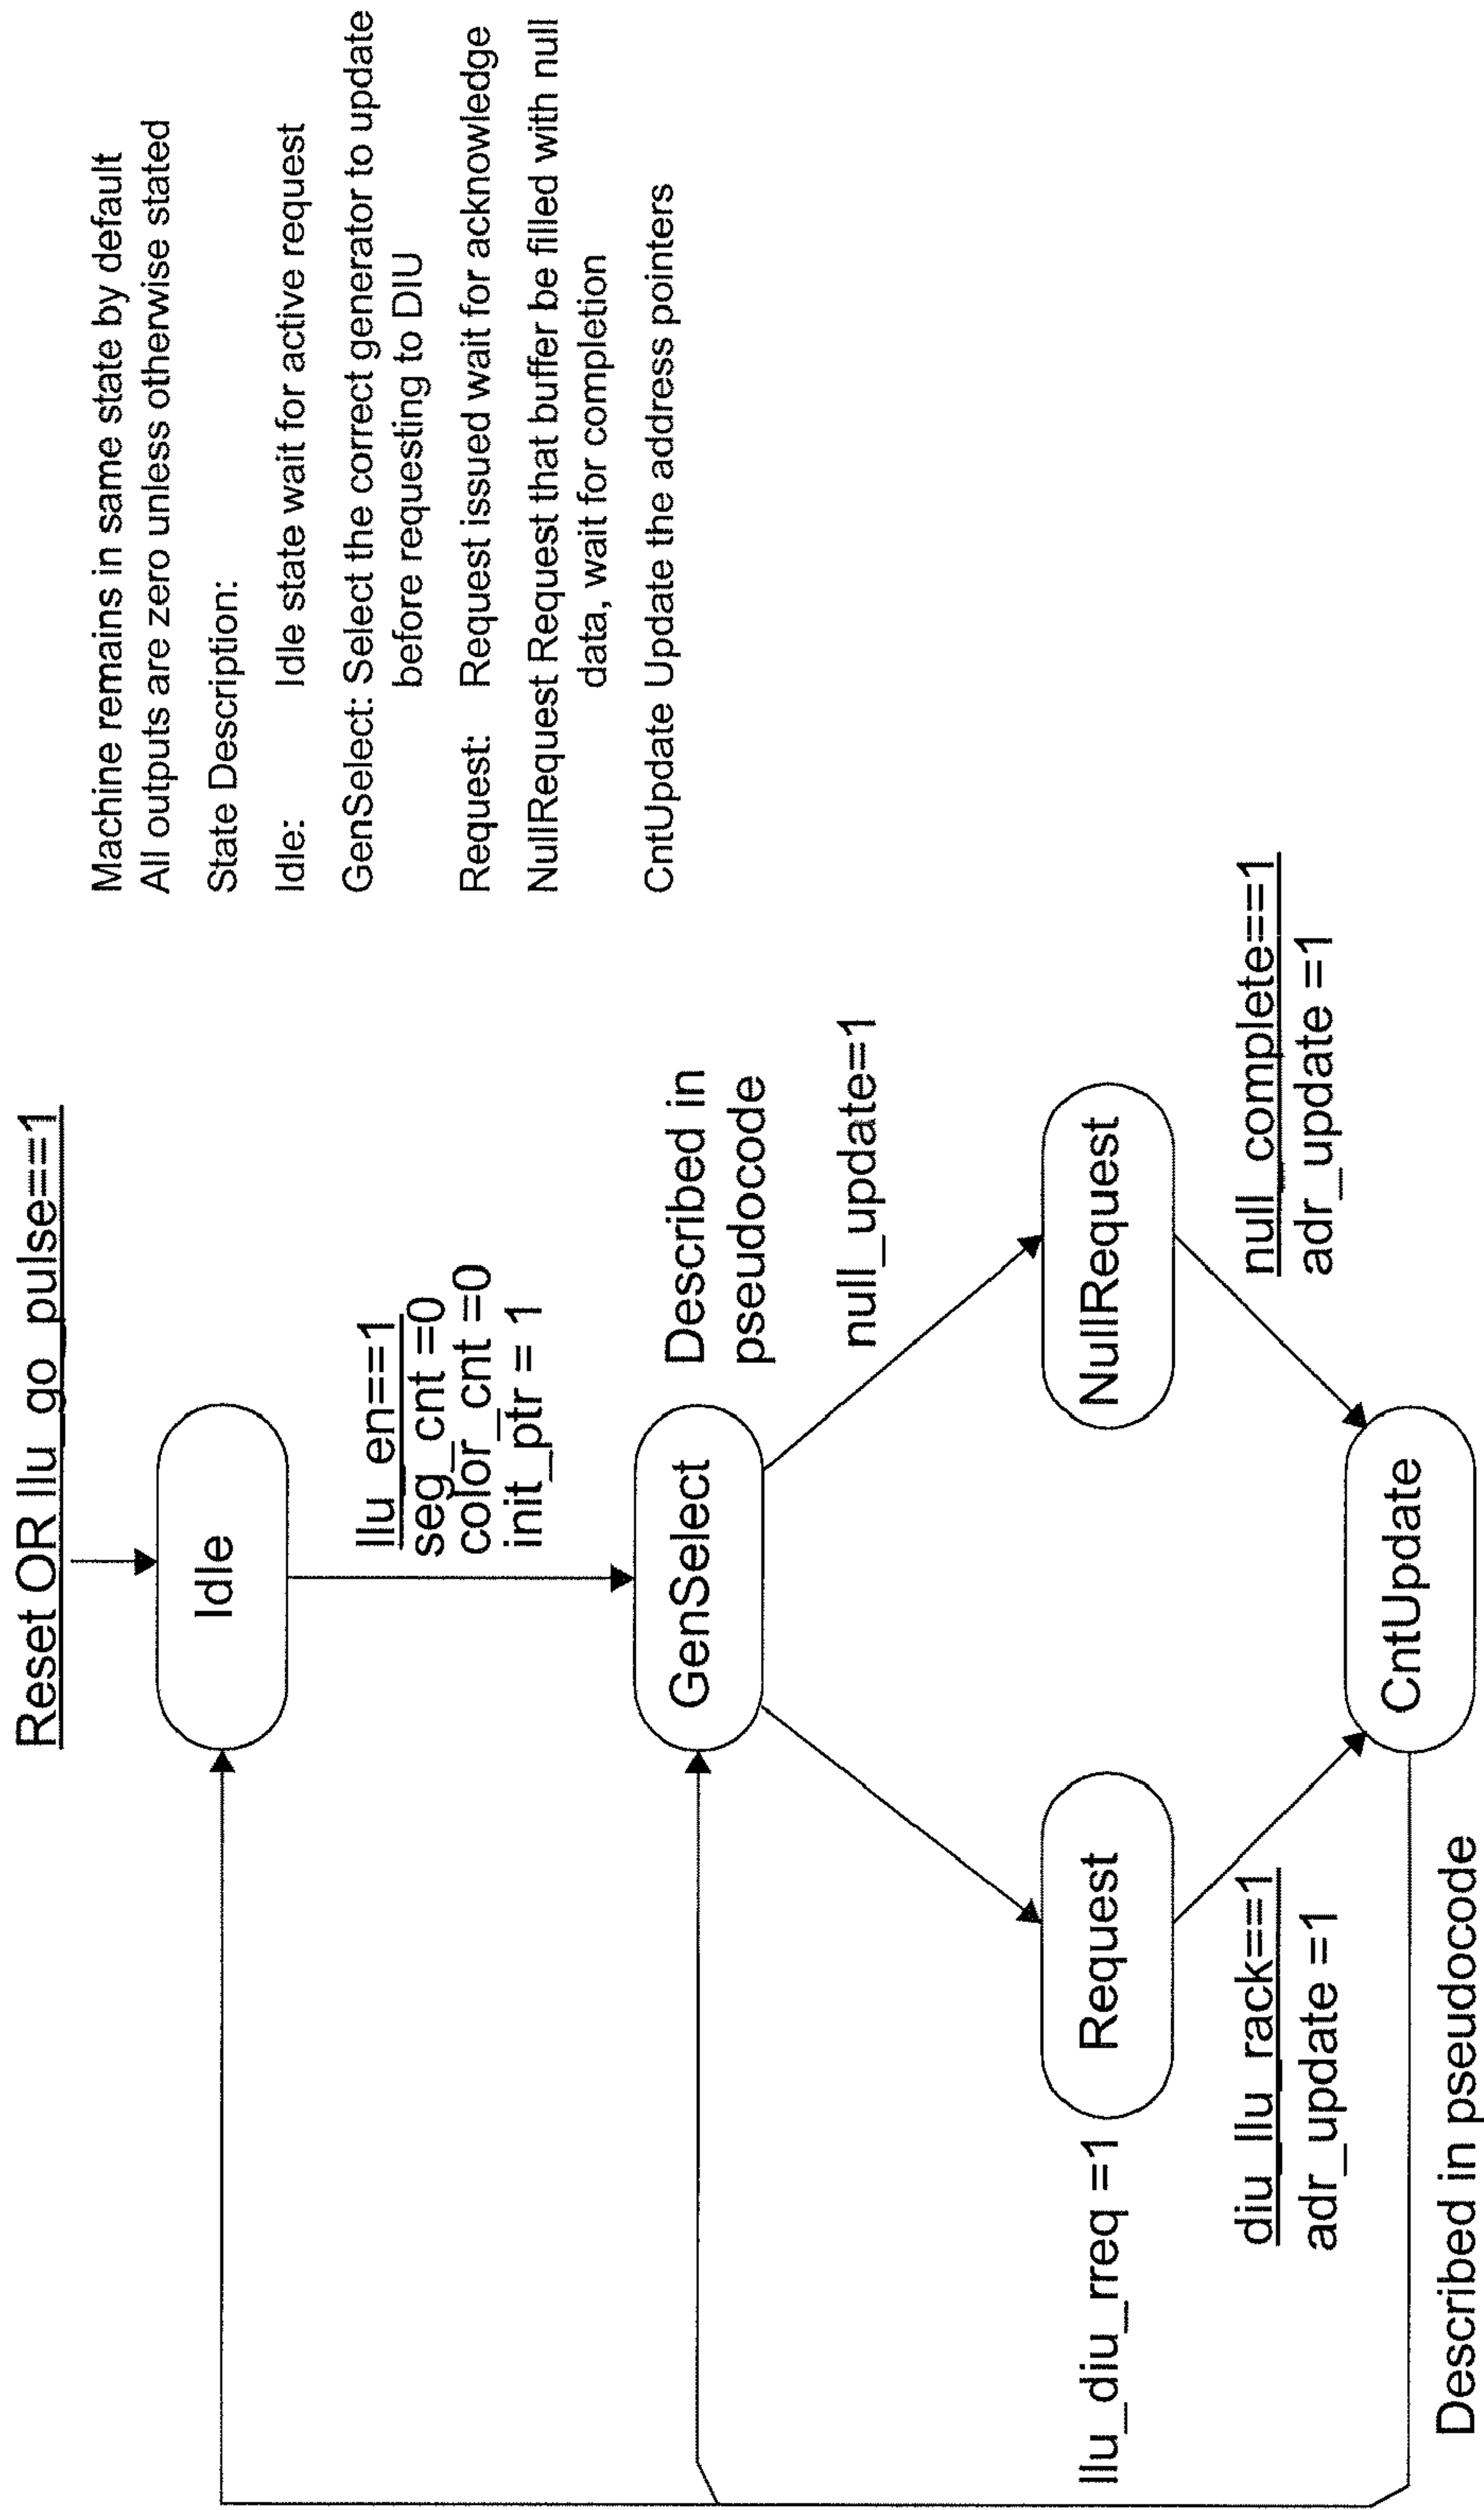 Reset OR llu_go_pulse==1
Idle
llu_en==1
seg_cnt =0
color_cnt =0
init_ptr = 1
GenSelect
Described in
pseudocode
null_update=1
Request
NullRequest
llu_diu_rreq =1
diu_llu_rack==1
adr_update =1
null_complete==1
adr_update =1
CntUpdate
Described in pseudocode
Machine remains in same state by default
All outputs are zero unless otherwise stated
State Description:
Idle: Idle state wait for active request
GenSelect: Select the correct generator to update
before requesting to DIU
Request: Request issued wait for acknowledge
NullRequest Request that buffer be filled with null
data, wait for completion
CntUpdate Update the address pointers